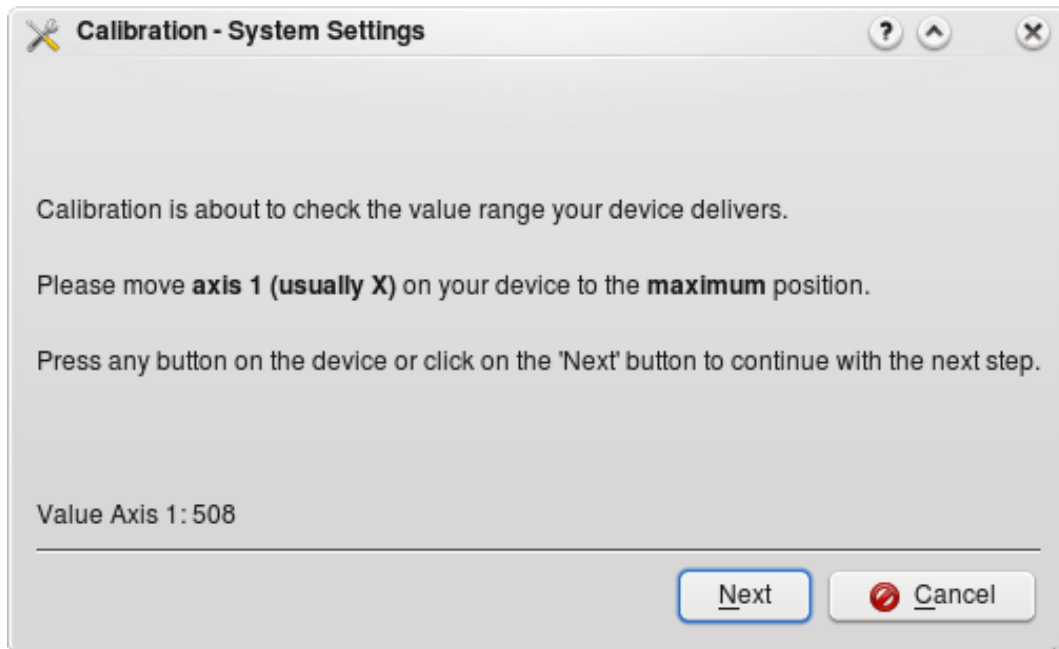 Calibration - System Settings
?
Calibration is about to check the value range your device delivers.
Please move axis 1 (usually X) on your device to the maximum position.
Press any button on the device or click on the 'Next' button to continue with the next step.
Value Axis 1: 508
Next
Cancel